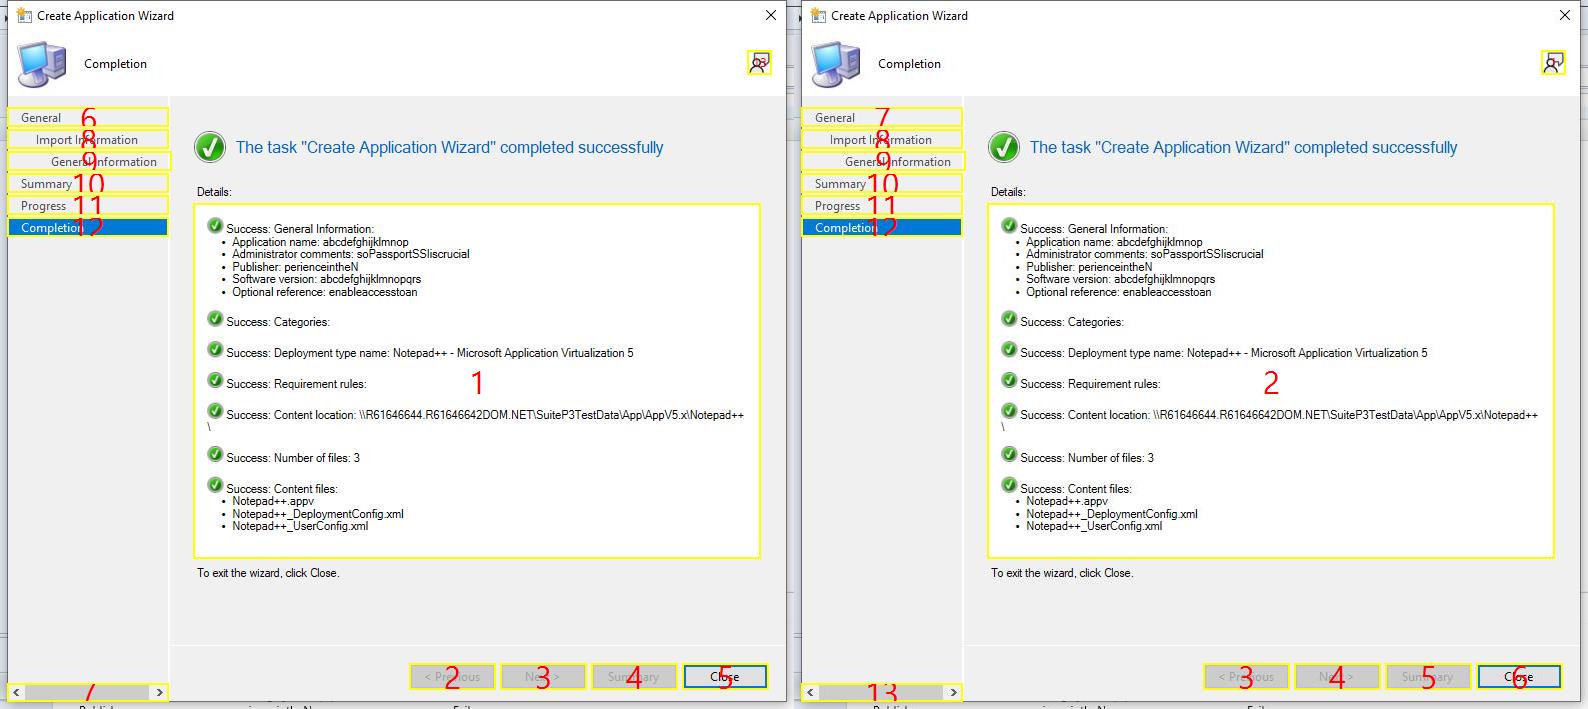 Create Application Wizard
Completion
13
General 6
Import Information 8
General Information 9
Summary 10
Progress 11
Completion 12
The task "Create Application Wizard" completed successfully
Details:
Success: General Information:
• Application name: abcdefghijklmnop
• Administrator comments: soPassportSSIiscrucial
• Publisher: perienceintheN
• Software version: abcdefghijklmnopqrs
• Optional reference: enableaccesstoan
Success: Categories:
Success: Deployment type name: Notepad++ - Microsoft Application Virtualization 5
Success: Requirement rules:
1
Success: Content location: \\R61646644.R61646642DOM.NET\SuiteP3TestData\App\AppV5.x\Notepad++
\
Success: Number of files: 3
Success: Content files:
• Notepad++.appv
• Notepad++_DeploymentConfig.xml
• Notepad++_UserConfig.xml
To exit the wizard, click Close.
7
< Previous 2
Next > 3
Summary 4
Close 5
Create Application Wizard
Completion
General 7
Import Information 8
General Information 9
Summary 10
Progress 11
Completion 12
The task "Create Application Wizard" completed successfully
Details:
Success: General Information:
• Application name: abcdefghijklmnop
• Administrator comments: soPassportSSIiscrucial
• Publisher: perienceintheN
• Software version: abcdefghijklmnopqrs
• Optional reference: enableaccesstoan
Success: Categories:
Success: Deployment type name: Notepad++ - Microsoft Application Virtualization 5
Success: Requirement rules:
2
Success: Content location: \\R61646644.R61646642DOM.NET\SuiteP3TestData\App\AppV5.x\Notepad++
\
Success: Number of files: 3
Success: Content files:
• Notepad++.appv
• Notepad++_DeploymentConfig.xml
• Notepad++_UserConfig.xml
To exit the wizard, click Close.
13
< Previous 3
Next > 4
Summary 5
Close 6